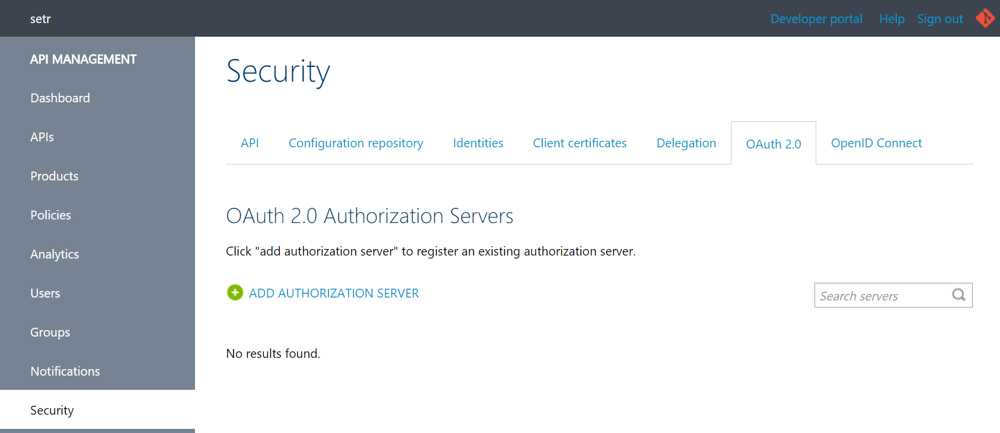 setr
Developer portal Help Sign out
API MANAGEMENT
Dashboard
APIs
Products
Policies
Analytics
Users
Groups
Notifications
Security
Security
API Configuration repository Identities Client certificates Delegation OAuth 2.0 OpenID Connect
OAuth 2.0 Authorization Servers
Click "add authorization server" to register an existing authorization server.
ADD AUTHORIZATION SERVER
Search servers
No results found.